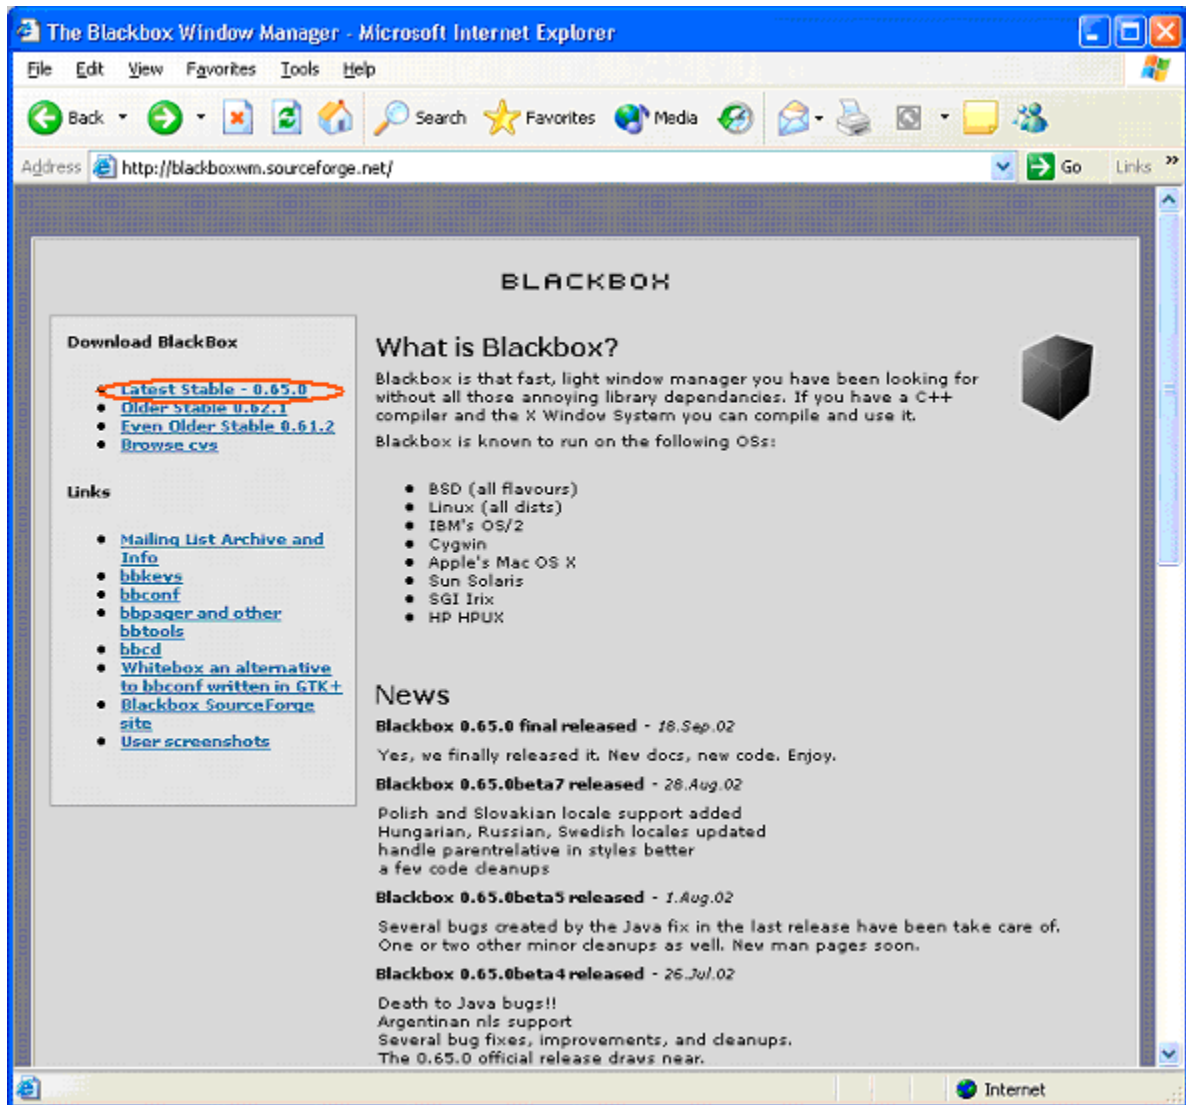 The Blackbox Window Manager - Microsoft Internet Explorer
File Edit View Favorites Tools Help
Back Search Favorites Media
Address http://blackboxwm.sourceforge.net/ Go Links »
BLACKBOX
Download BlackBox
Latest Stable - 0.65.0
Older Stable 0.62.1
Even Older Stable 0.61.2
Browse cvs
Links
Mailing List Archive and
Info
bbkeys
bbconf
bbpager and other
bbtools
bbcd
Whitebox an alternative
to bbconf written in GTK+
Blackbox SourceForge
site
User screenshots
What is Blackbox?
Blackbox is that fast, light window manager you have been looking for
without all those annoying library dependancies. If you have a C++
compiler and the X Window System you can compile and use it.
Blackbox is known to run on the following OSs:
BSD (all flavours)
Linux (all dists)
IBM's OS/2
Cygwin
Apple's Mac OS X
Sun Solaris
SGI Irix
HP HPUX
News
Blackbox 0.65.0 final released - 18.Sep.02
Yes, we finally released it. New docs, new code. Enjoy.
Blackbox 0.65.0beta7 released - 28.Aug.02
Polish and Slovakian locale support added
Hungarian, Russian, Swedish locales updated
handle parentrelative in styles better
a few code cleanups
Blackbox 0.65.0beta5 released - 1.Aug.02
Several bugs created by the Java fix in the last release have been take care of.
One or two other minor cleanups as well. New man pages soon.
Blackbox 0.65.0beta4 released - 26.Jul.02
Death to Java bugs!!
Argentinan nls support
Several bug fixes, improvements, and cleanups.
The 0.65.0 official release draws near.
Internet